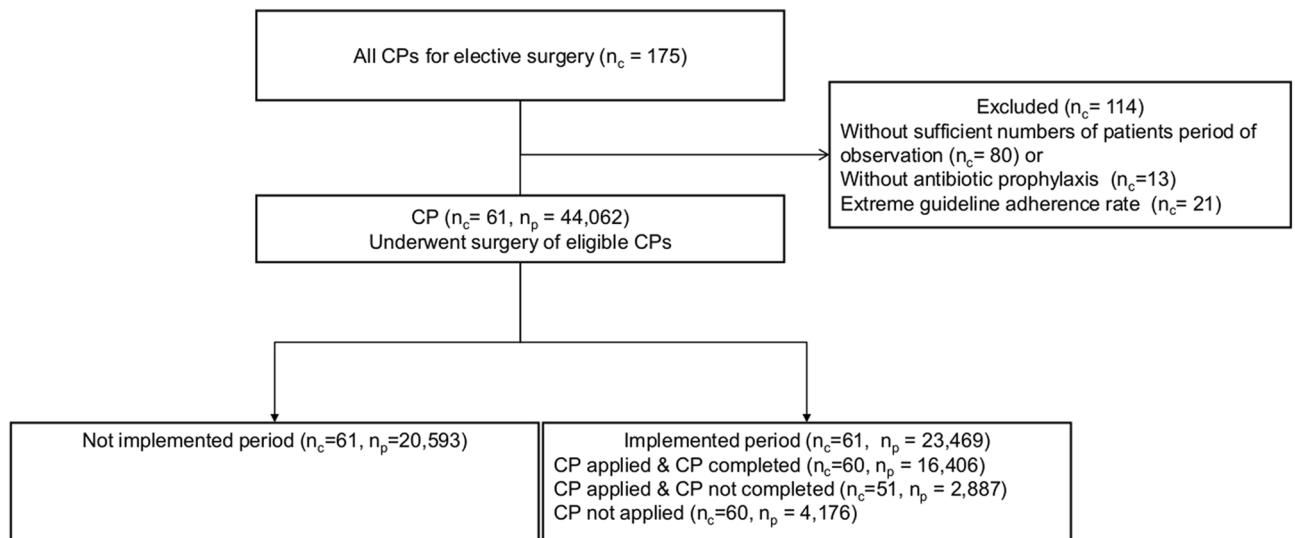 All CPs for elective surgery (nc = 175)
Excluded (nc= 114)
Without sufficient numbers of patients period of
observation (nc= 80) or
Without antibiotic prophylaxis (nc=13)
Extreme guideline adherence rate (nc= 21)
CP (nc= 61, np = 44,062)
Underwent surgery of eligible CPs
Not implemented period (nc=61, np=20,593)
Implemented period (nc=61, np = 23,469)
CP applied & CP completed (nc=60, np = 16,406)
CP applied & CP not completed (nc=51, np = 2,887)
CP not applied (nc=60, np = 4,176)